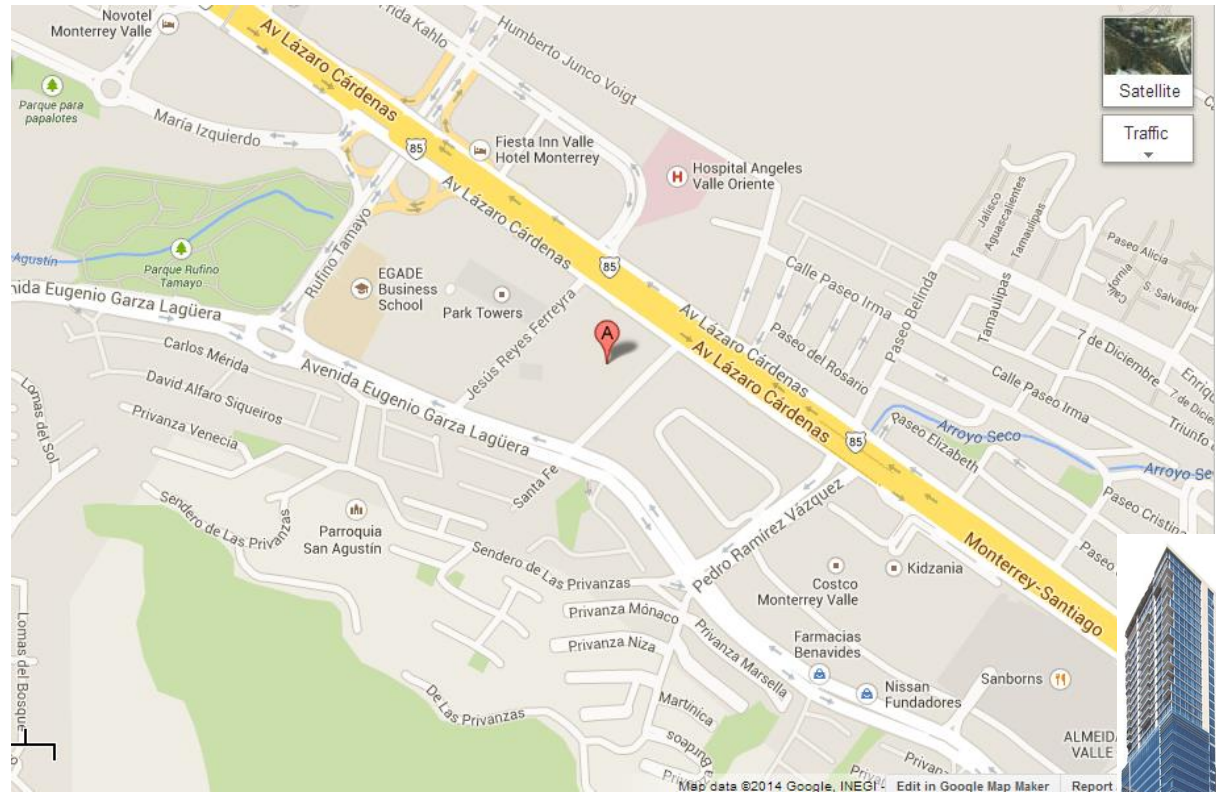 Novotel
Monterrey Valle
Frida Kahlo
Humberto Junco Voigt
Av Lázaro Cárdenas
Satellite
Traffic
Parque para
papalotes
María Izquierdo
85
Fiesta Inn Valle
Hotel Monterrey
H
Hospital Angeles
Valle Oriente
Av Lázaro Cárdenas
Jalisco
Aguascalientes
Tamaulipas
Paseo Alicia
S. Salvador
Agustín
Parque Rufino
Tamayo
Rufino Tamayo
EGADE
Business
School
Park Towers
85
Calle Paseo Irma
Paseo Belinda
Tamaulipas
nida Eugenio Garza Lagüera
Jesús Reyes Ferreyra
A
Av Lázaro Cárdenas
Av Lázaro Cárdenas
Paseo del Rosario
7 de Diciembre
Carlos Mérida
Avenida Eugenio Garza Lagüera
David Alfaro Siqueiros
Calle Paseo Irma
7 de Dicie
Lomas del Sol
Privanza Venecia
85
Paseo Elizabeth
Arroyo Seco
Arroyo Se
Santa Fe
Sendero de Las Privanzas
Parroquia
San Agustín
Pedro Ramírez Vázquez
Paseo Cristina
Sendero de Las Privanzas
Costco
Monterrey Valle
Kidzania
Monterrey-Santiago
Paseo
Lomas del Bosque
Privanza Mónaco
Privanza Niza
Privanza Marsella
Farmacias
Benavides
Nissan
Fundadores
Sanborns
De Las Privanzas
Martinica
Burdeos
ALMEIDA
VALLE
Map data ©2014 Google, INEGI - Edit in Google Map Maker Report